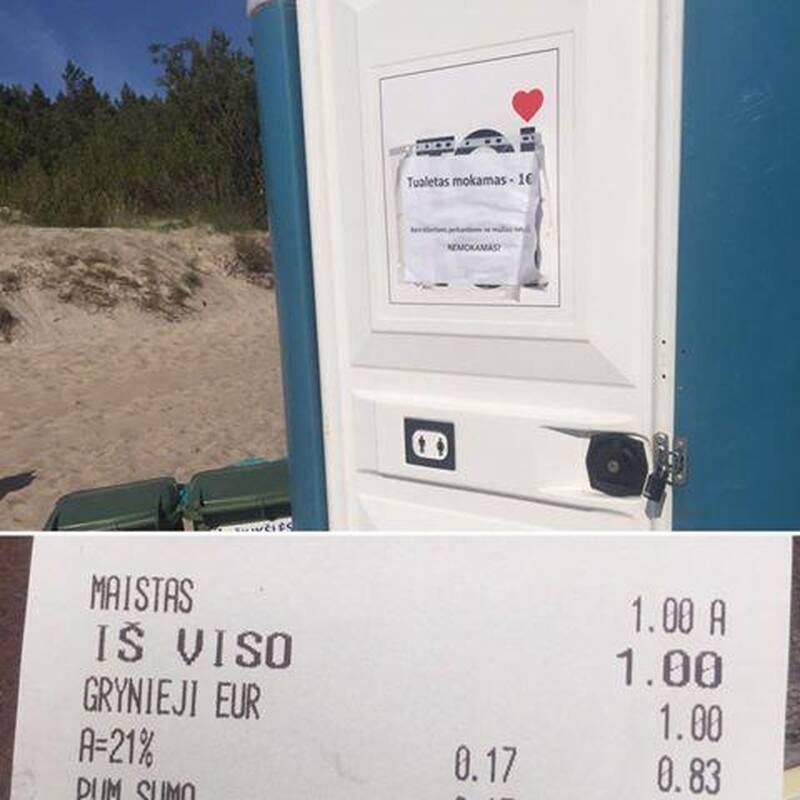 Tualetas mokamas - 1€
NEMOKAMAS!
MAISTAS 1.00 A
IŠ VISO 1.00
GRYNIEJI EUR 1.00
A=21% 0.17 0.83